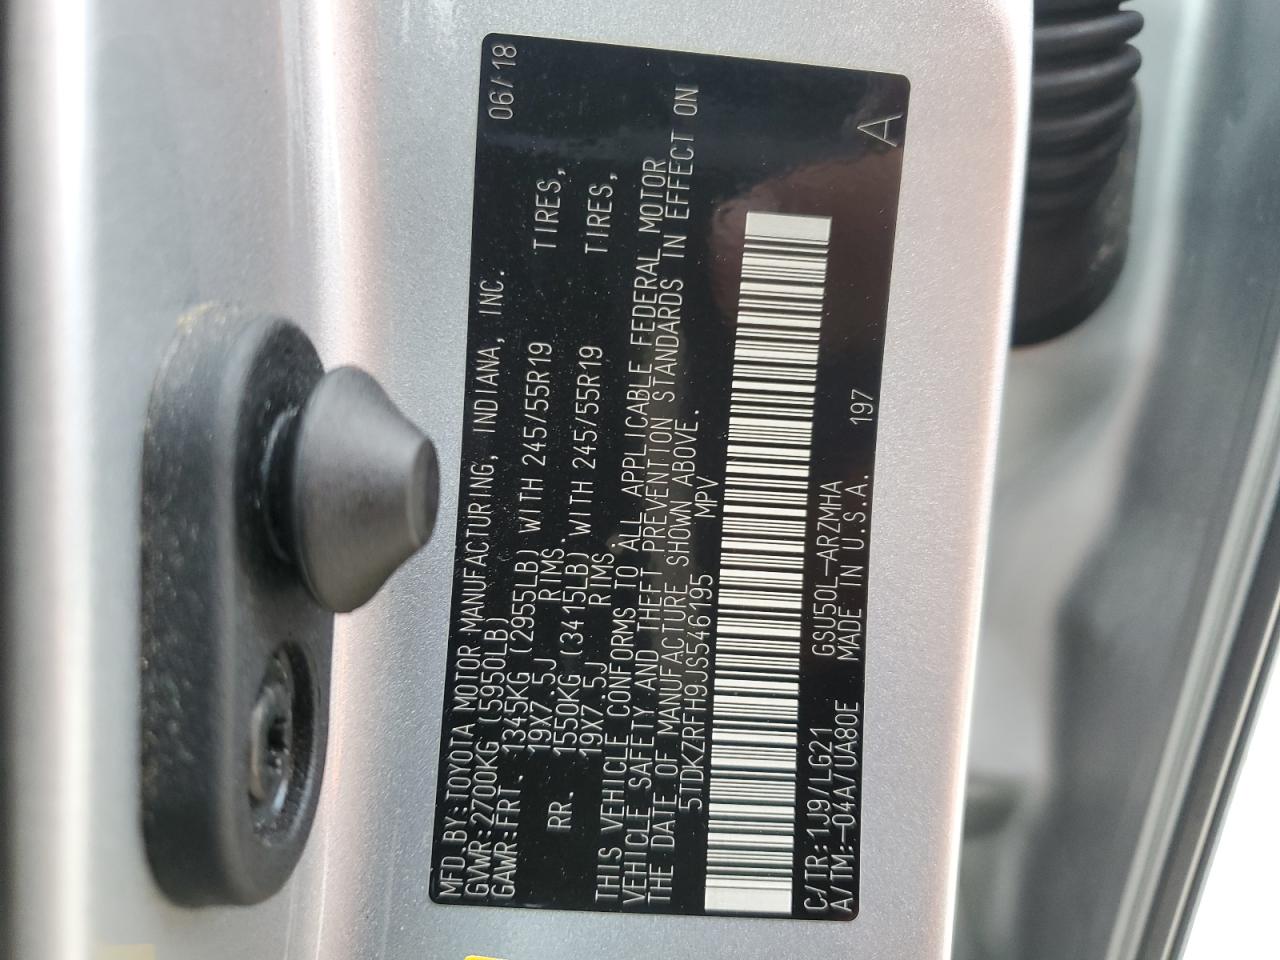 MFD.BY:TOYOTA MOTOR MANUFACTURING, INDIANA, INC. 06/18
GVWR:2700KG (5950LB)
GAWR:FRT. 1345KG (2955LB) WITH 245/55R19 TIRES,
19X7.5J RIMS
RR. 1550KG (3415LB) WITH 245/55R19 TIRES,
19X7.5J RIMS.
THIS VEHICLE CONFORMS TO ALL APPLICABLE FEDERAL MOTOR
VEHICLE SAFETY AND THEFT PREVENTION STANDARDS IN EFFECT ON
THE DATE OF MANUFACTURE SHOWN ABOVE.
5TDKZRFH9JS546195 MPV
C/TR:1J9/LG21 GSU50L-ARZMHA
A/TM:-04A/UA80E MADE IN U.S.A. 197
A